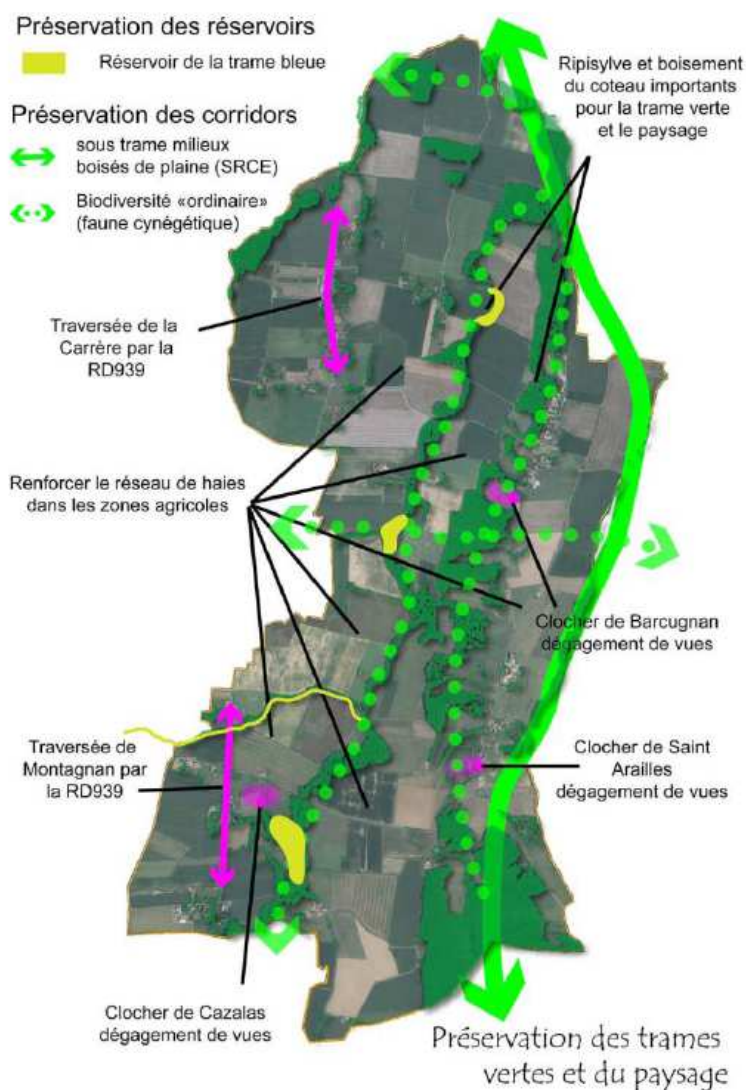 Préservation des réservoirs
Réservoir de la trame bleue
Préservation des corridors
sous trame milieux
boisés de plaine (SRCE)
Biodiversité «ordinaire»
(faune cynégétique)
Ripisylve et boisement
du coteau importants
pour la trame verte
et le paysage
Traversée de la
Carrère par la
RD939
Renforcer le réseau de haies
dans les zones agricoles
Clocher de Barcugnan
dégagement de vues
Traversée de
Montagnan par
la RD939
Clocher de Saint
Arailles
dégagement de vues
Clocher de Cazalas
dégagement de vues
Préservation des trames
vertes et du paysage